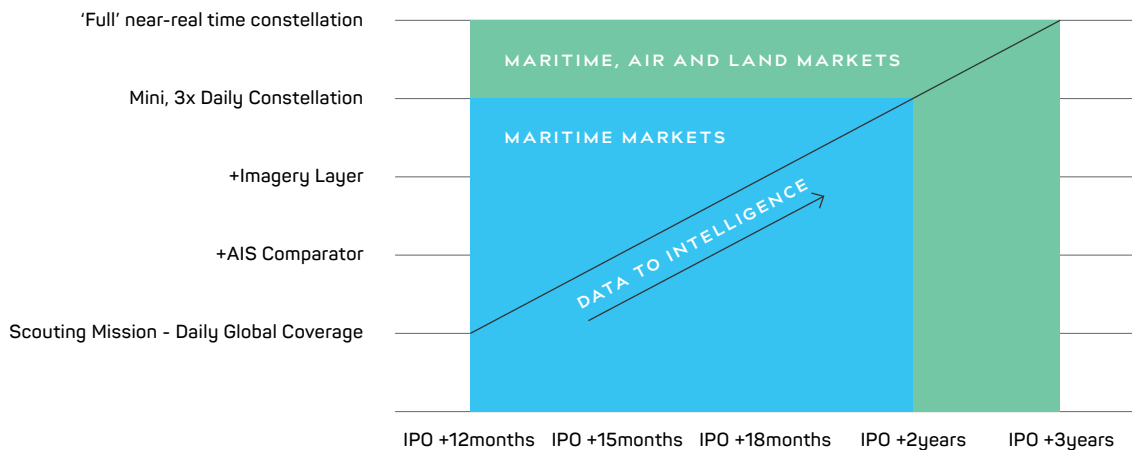 ‘Full’ near-real time constellation
MARITIME, AIR AND LAND MARKETS
Mini, 3x Daily Constellation
MARITIME MARKETS
+Imagery Layer
DATA TO INTELLIGENCE
+AIS Comparator
Scouting Mission - Daily Global Coverage
IPO +12months IPO +15months IPO +18months IPO +2years IPO +3years